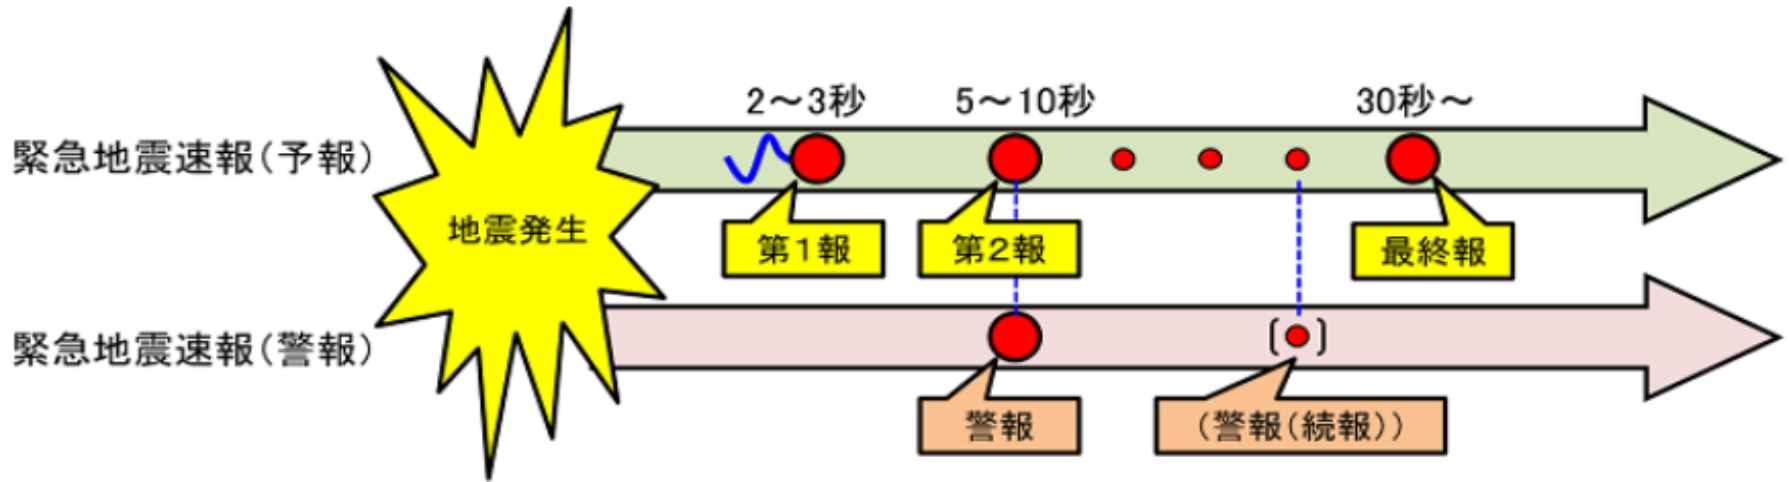 2～3秒
5～10秒
30秒～
緊急地震速報(予報)
地震発生
第1報
第2報
最終報
緊急地震速報(警報)
警報
(警報(続報))